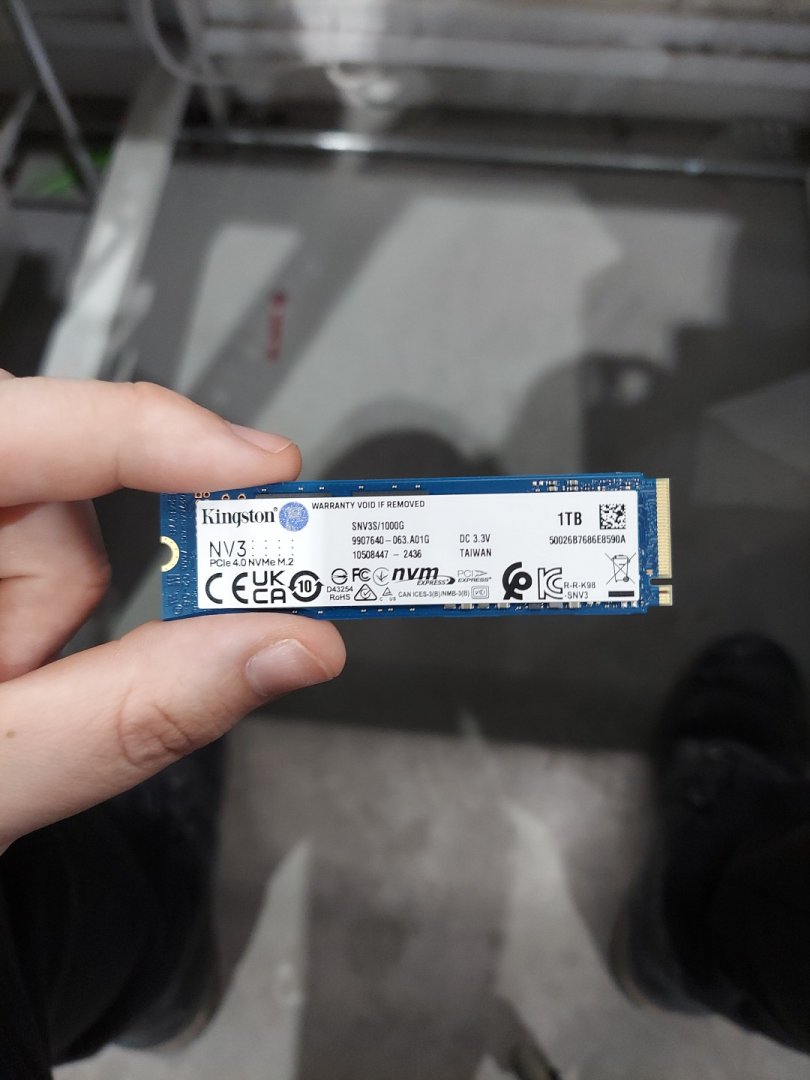 WARRANTY VOID IF REMOVED
Kingston
SNV3S/1000G
9907640-063.A01G
10508447 - 2436
DC 3.3V
TAIWAN
1TB
50026B7686E8590A
NV3
PCIe 4.0 NVMe M.2
CE UK CA 10
D43254
RoHS
FC
nvm EXPRESS
PCI EXPRESS
C US
CAN ICES-3(B)/NMB-3(B)
R-R-K98
-SNV3